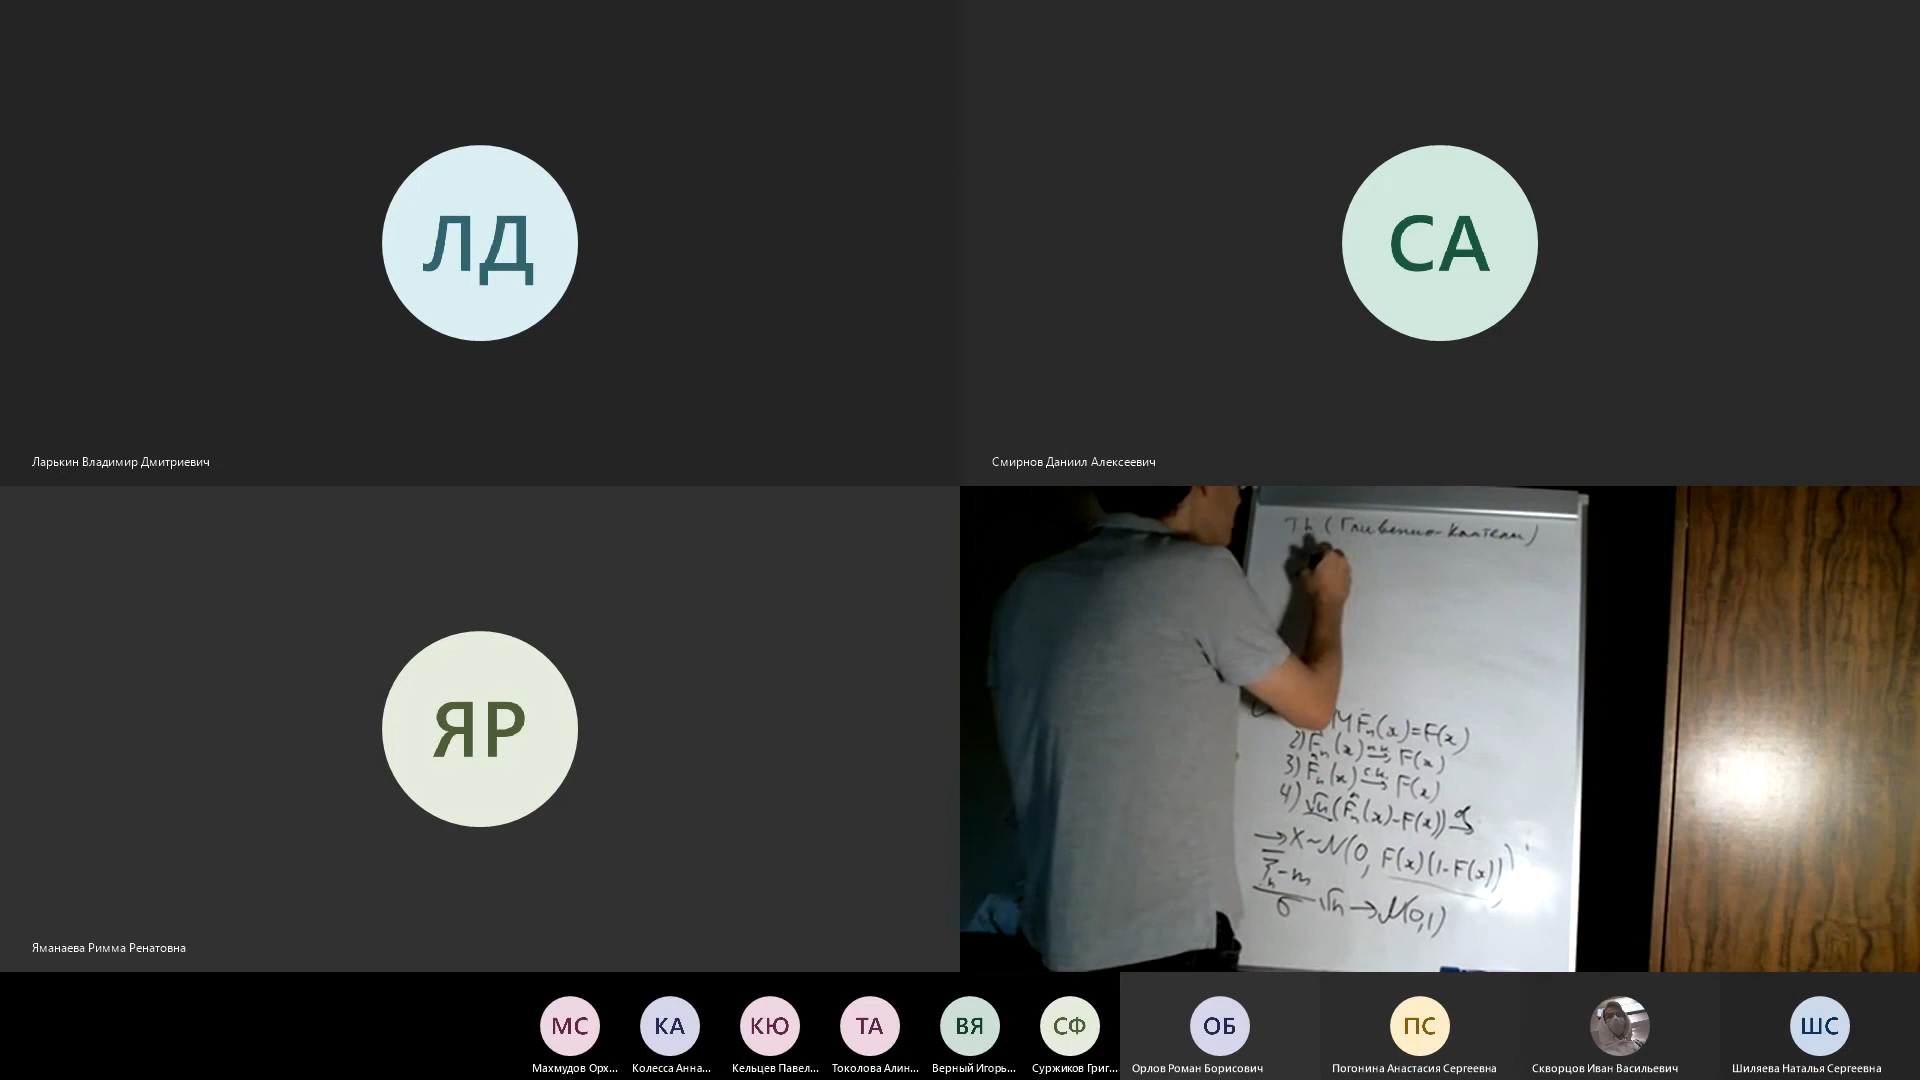 ЛД
Ларькин Владимир Дмитриевич
СА
Смирнов Даниил Алексеевич
ЯР
Яманаева Римма Ренатовна
Th (Гливенко-Кантелли)
M F̂ₙ(x)=F(x)
2) F̂ₙ(x) п.н.→ F(x)
3) F̂ₙ(x) с.к.→ F(x)
4) √n(F̂ₙ(x)-F(x)) d→
→X~N(0, F(x)(1-F(x)))
√n→N(0,1)
МС
Махмудов Орх...
КА
Колесса Анна...
КЮ
Кельцев Павел...
ТА
Токолова Алин...
ВЯ
Верный Игорь...
СФ
Суржиков Григ...
ОБ
Орлов Роман Борисович
ПС
Погонина Анастасия Сергеевна
Скворцов Иван Васильевич
ШС
Шиляева Наталья Сергеевна